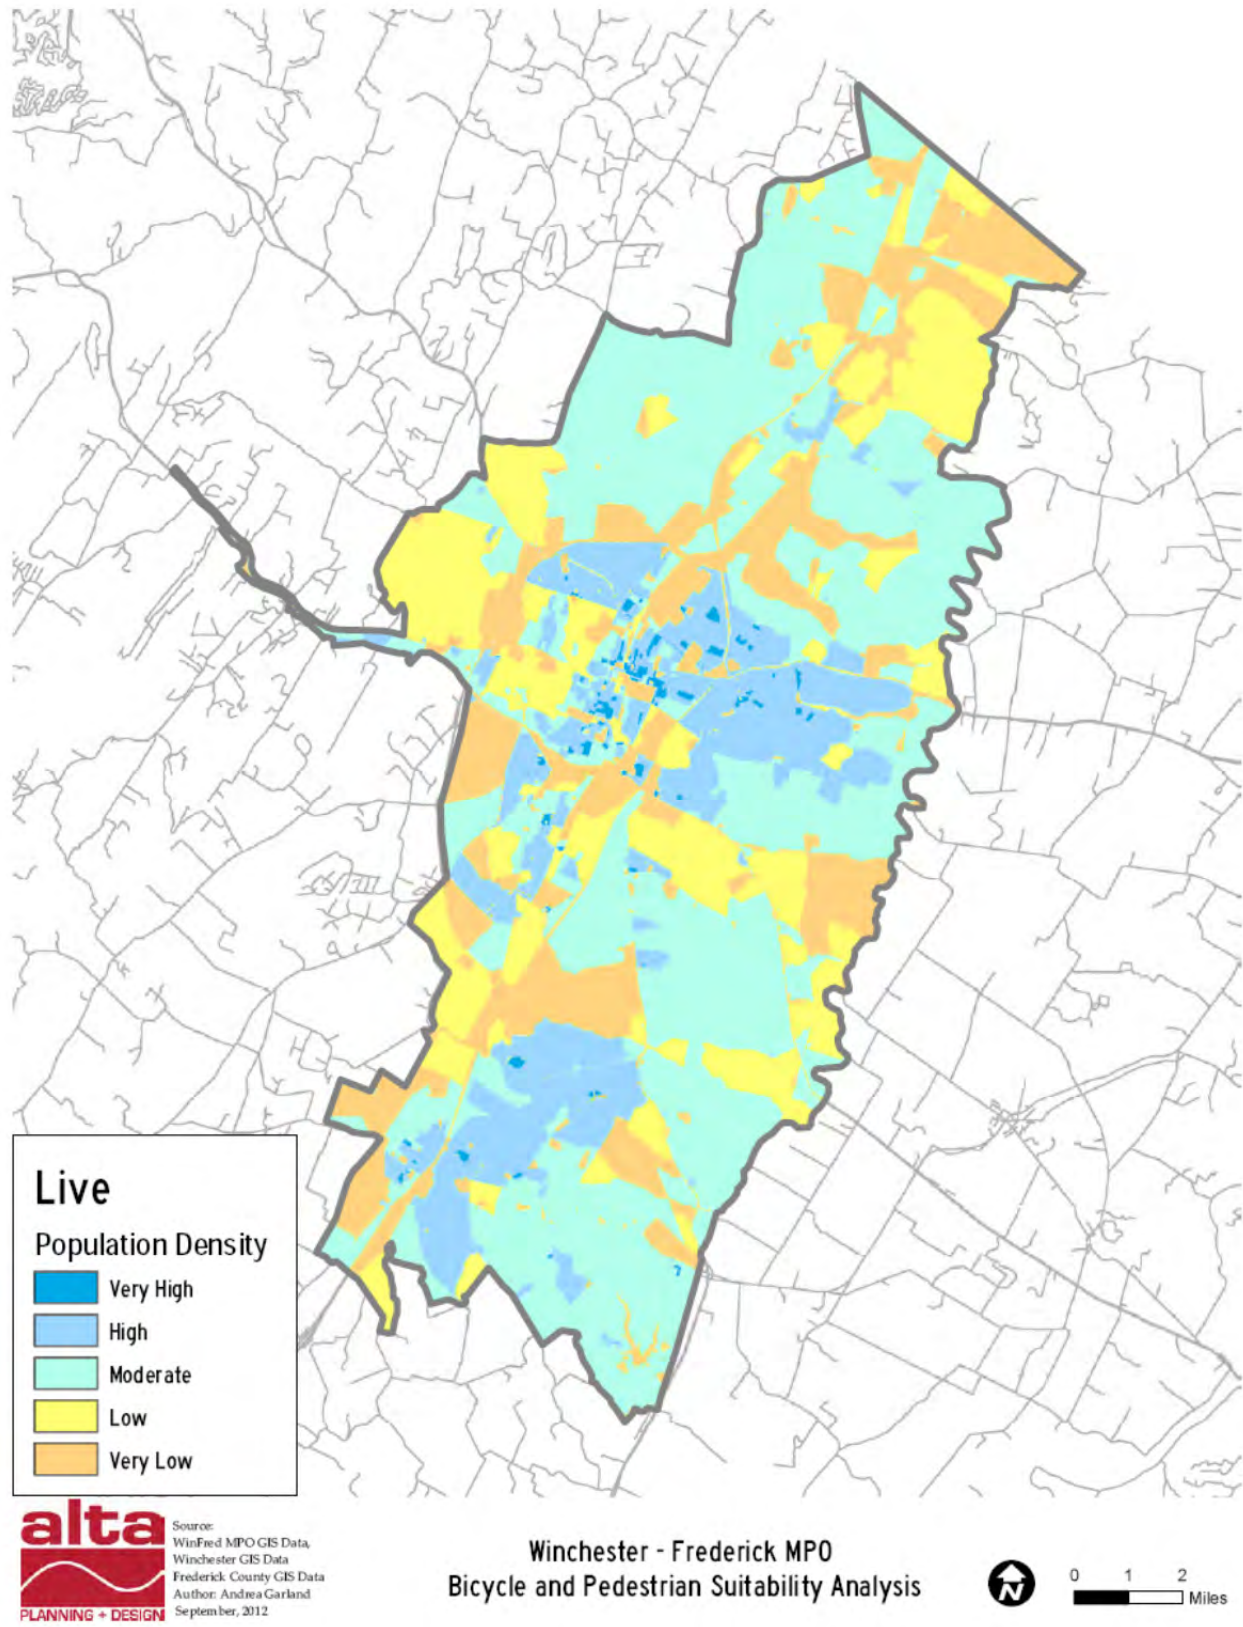 Live
Population Density
Very High
High
Moderate
Low
Very Low
alta
PLANNING + DESIGN
Source:
WinFred MPO GIS Data,
Winchester GIS Data
Frederick County GIS Data
Author: Andrea Garland
September, 2012
Winchester - Frederick MPO
Bicycle and Pedestrian Suitability Analysis
N
0 1 2
Miles